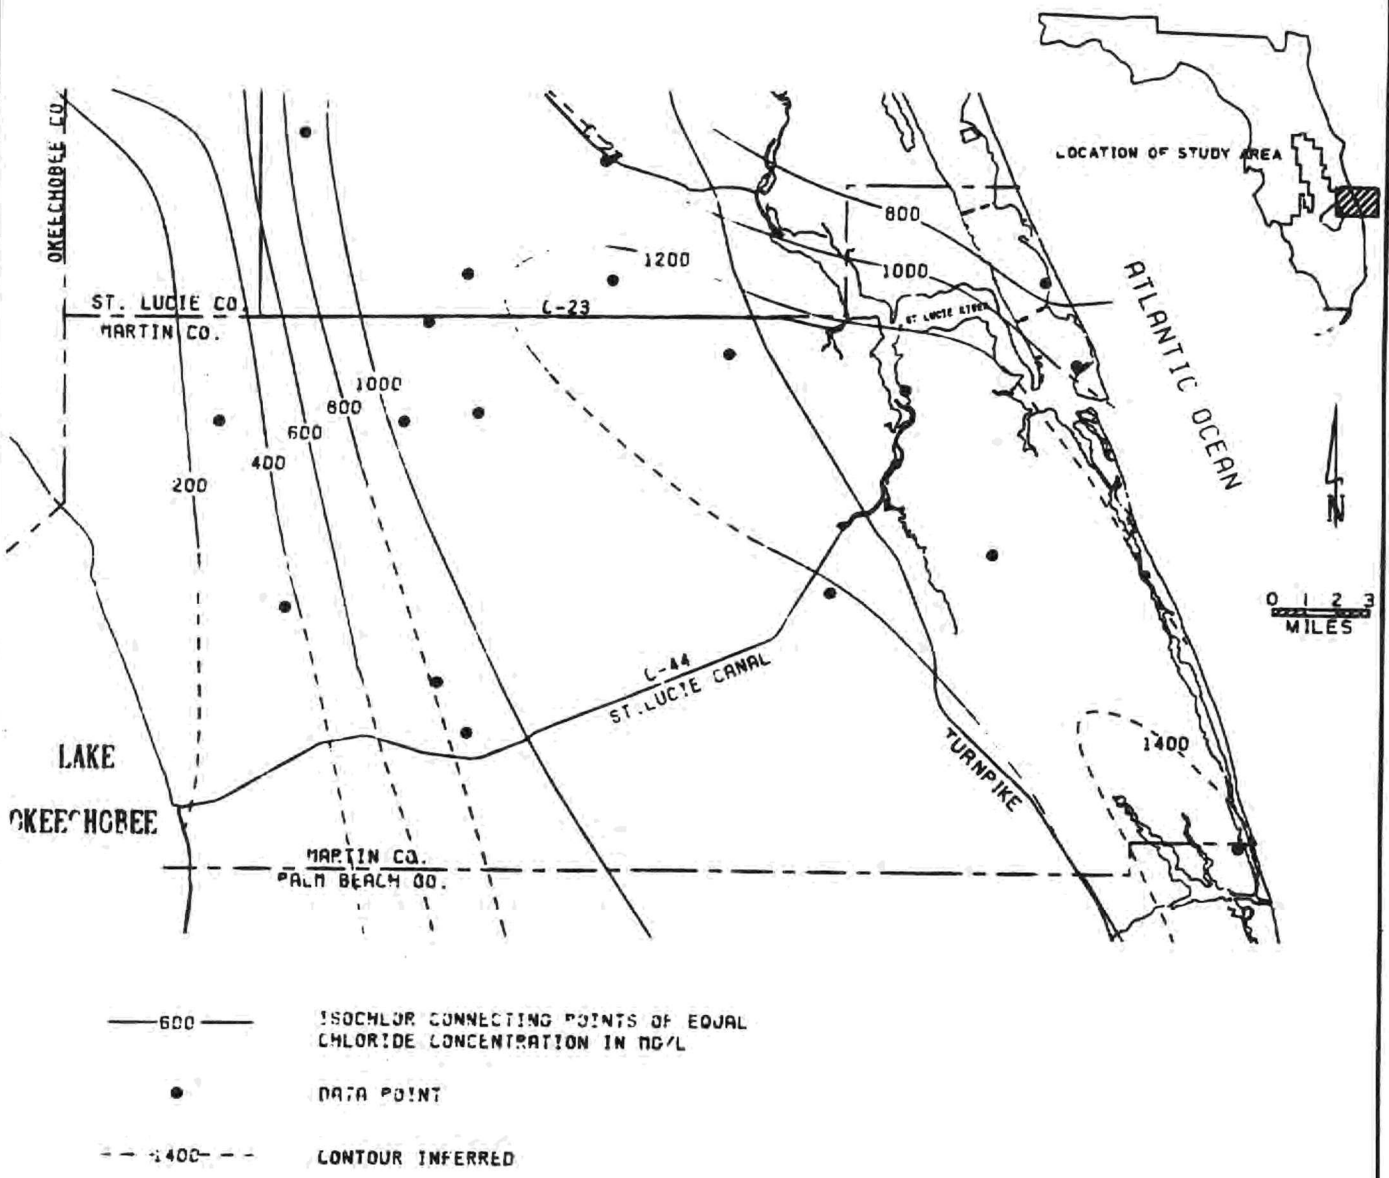 OKEECHOBEE CO
LOCATION OF STUDY AREA
800
1200
1000
ATLANTIC OCEAN
ST. LUCIE CO.
C-23
ST LUCIE RIVER
MARTIN CO.
1000
800
600
400
200
N
0 1 2 3
MILES
C-44
ST. LUCIE CANAL
TURNPIKE
1400
LAKE
OKEECHOBEE
MARTIN CO.
PALM BEACH CO.
600
ISOCHLOR CONNECTING POINTS OF EQUAL
CHLORIDE CONCENTRATION IN MG/L
DATA POINT
1400
CONTOUR INFERRED